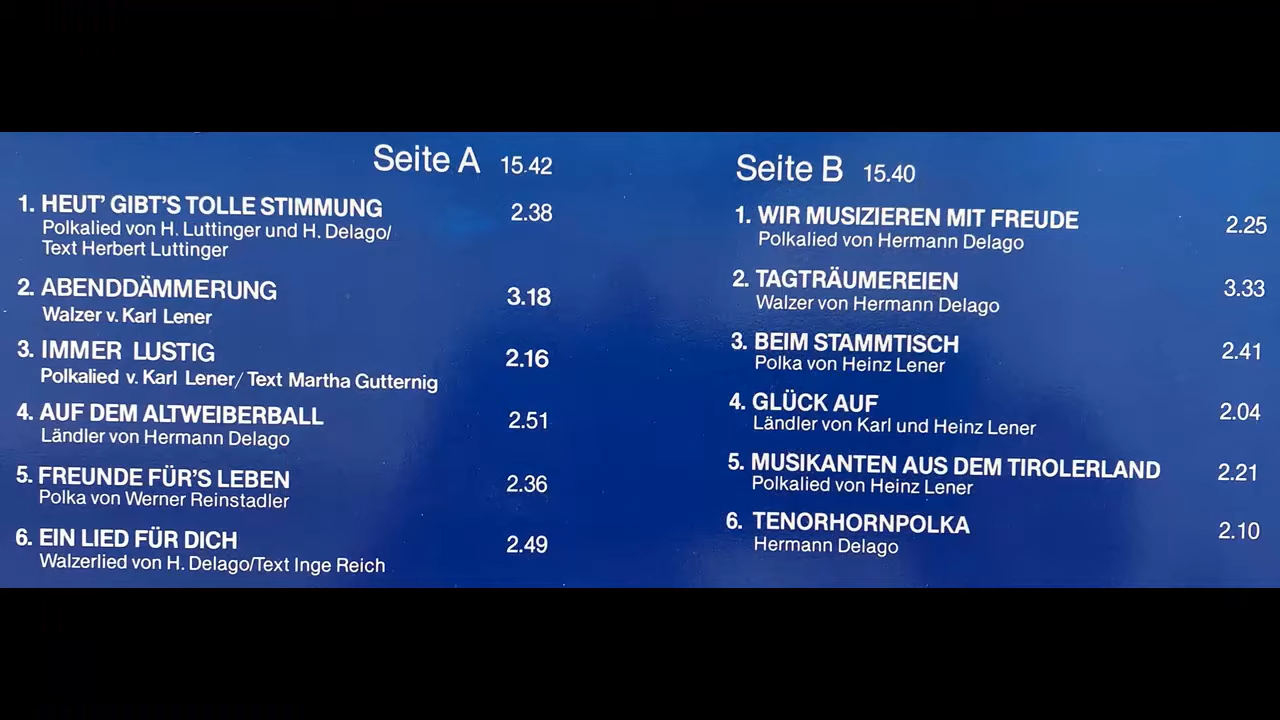 Seite A 15.42
1. HEUT' GIBT'S TOLLE STIMMUNG 2.38
Polkalied von H. Luttinger und H. Delago/
Text Herbert Luttinger
2. ABENDDÄMMERUNG 3.18
Walzer v. Karl Lener
3. IMMER LUSTIG 2.16
Polkalied v. Karl Lener/ Text Martha Gutternig
4. AUF DEM ALTWEIBERBALL 2.51
Ländler von Hermann Delago
5. FREUNDE FÜR'S LEBEN 2.36
Polka von Werner Reinstadler
6. EIN LIED FÜR DICH 2.49
Walzerlied von H. Delago/Text Inge Reich
Seite B 15.40
1. WIR MUSIZIEREN MIT FREUDE 2.25
Polkalied von Hermann Delago
2. TAGTRÄUMEREIEN 3.33
Walzer von Hermann Delago
3. BEIM STAMMTISCH 2.41
Polka von Heinz Lener
4. GLÜCK AUF 2.04
Ländler von Karl und Heinz Lener
5. MUSIKANTEN AUS DEM TIROLERLAND 2.21
Polkalied von Heinz Lener
6. TENORHORNPOLKA 2.10
Hermann Delago